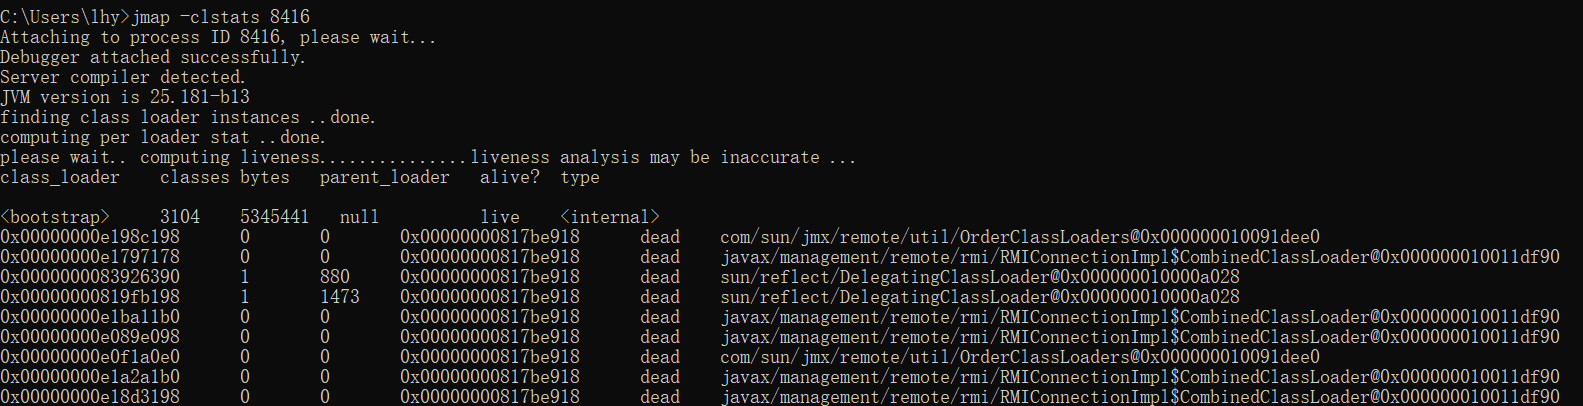 C:\Users\lhy>jmap -clstats 8416
Attaching to process ID 8416, please wait...
Debugger attached successfully.
Server compiler detected.
JVM version is 25.181-b13
finding class loader instances ..done.
computing per loader stat ..done.
please wait.. computing liveness...............liveness analysis may be inaccurate ...
class_loader classes bytes parent_loader alive? type
<bootstrap> 3104 5345441 null live <internal>
0x00000000e198c198 0 0 0x00000000817be918 dead com/sun/jmx/remote/util/OrderClassLoaders@0x000000010091dee0
0x00000000e1797178 0 0 0x00000000817be918 dead javax/management/remote/rmi/RMIConnectionImpl$CombinedClassLoader@0x000000010011df90
0x0000000083926390 1 880 0x00000000817be918 dead sun/reflect/DelegatingClassLoader@0x000000010000a028
0x00000000819fb198 1 1473 0x00000000817be918 dead sun/reflect/DelegatingClassLoader@0x000000010000a028
0x00000000e1ba11b0 0 0 0x00000000817be918 dead javax/management/remote/rmi/RMIConnectionImpl$CombinedClassLoader@0x000000010011df90
0x00000000e089e098 0 0 0x00000000817be918 dead javax/management/remote/rmi/RMIConnectionImpl$CombinedClassLoader@0x000000010011df90
0x00000000e0f1a0e0 0 0 0x00000000817be918 dead com/sun/jmx/remote/util/OrderClassLoaders@0x000000010091dee0
0x00000000e1a2a1b0 0 0 0x00000000817be918 dead javax/management/remote/rmi/RMIConnectionImpl$CombinedClassLoader@0x000000010011df90
0x00000000e18d3198 0 0 0x00000000817be918 dead javax/management/remote/rmi/RMIConnectionImpl$CombinedClassLoader@0x000000010011df90